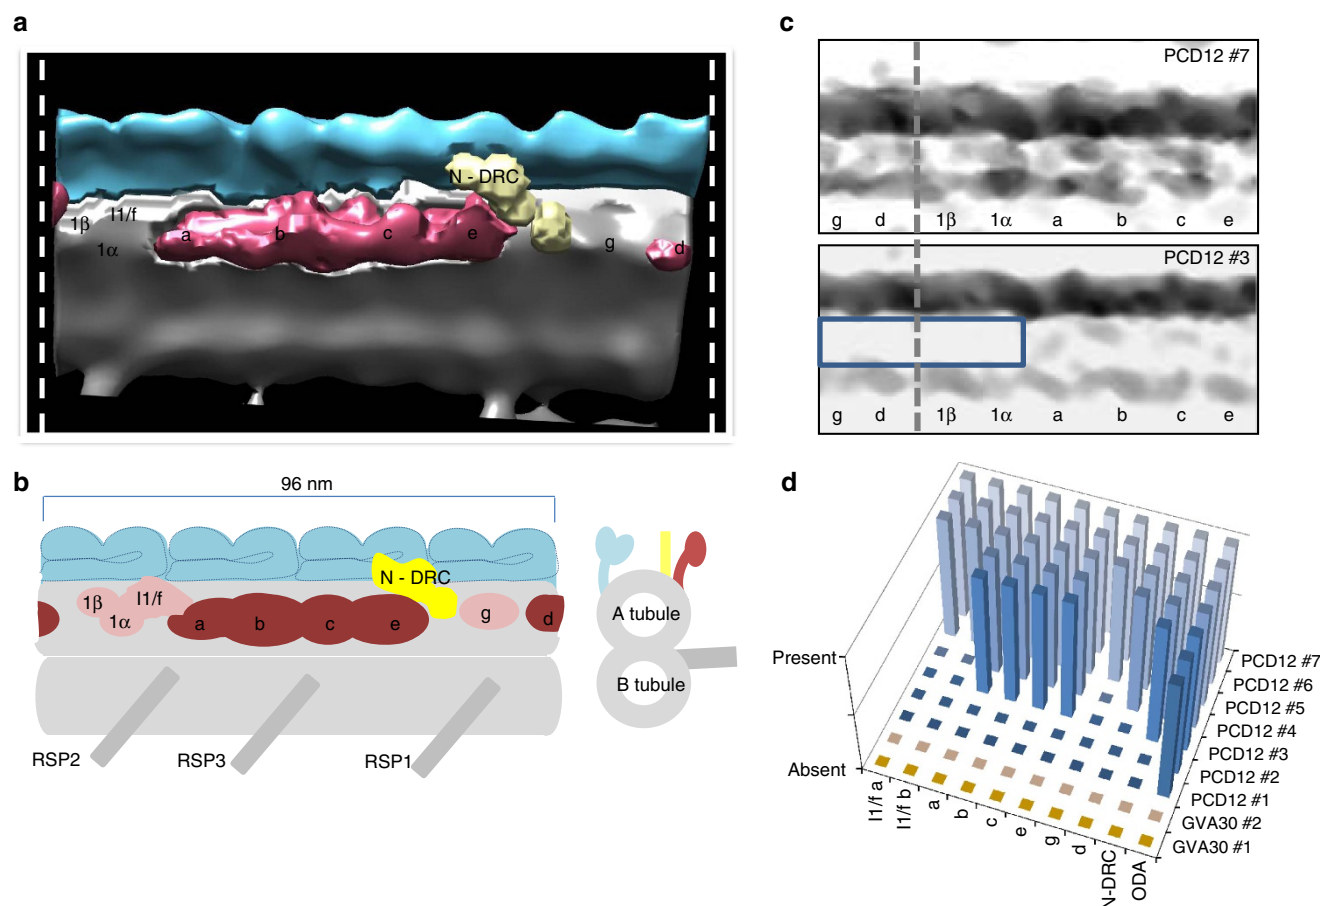 a
N - DRC
1β
I1/f
1α
a
b
c
e
g
d
b
96 nm
N - DRC
1β
I1/f
1α
a
b
c
e
g
d
RSP2
RSP3
RSP1
A tubule
B tubule
c
PCD12 #7
g d 1β 1α a b c e
PCD12 #3
g d 1β 1α a b c e
d
Present
Absent
I1/f a
I1/f b
a
b
c
e
g
d
N-DRC
ODA
PCD12 #7
PCD12 #6
PCD12 #5
PCD12 #4
PCD12 #3
PCD12 #2
PCD12 #1
GVA30 #2
GVA30 #1